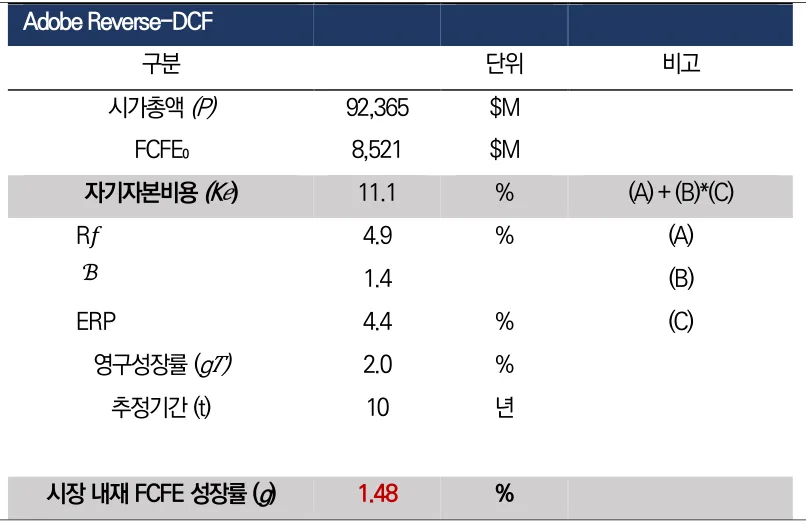 Adobe Reverse-DCF
구분 단위 비고
시가총액 (P) 92,365 $M
FCFE₀ 8,521 $M
자기자본비용 (Ke) 11.1 % (A) + (B)*(C)
Rf 4.9 % (A)
ℬ 1.4 (B)
ERP 4.4 % (C)
영구성장률 (gT) 2.0 %
추정기간 (t) 10 년
시장 내재 FCFE 성장률 (g) 1.48 %